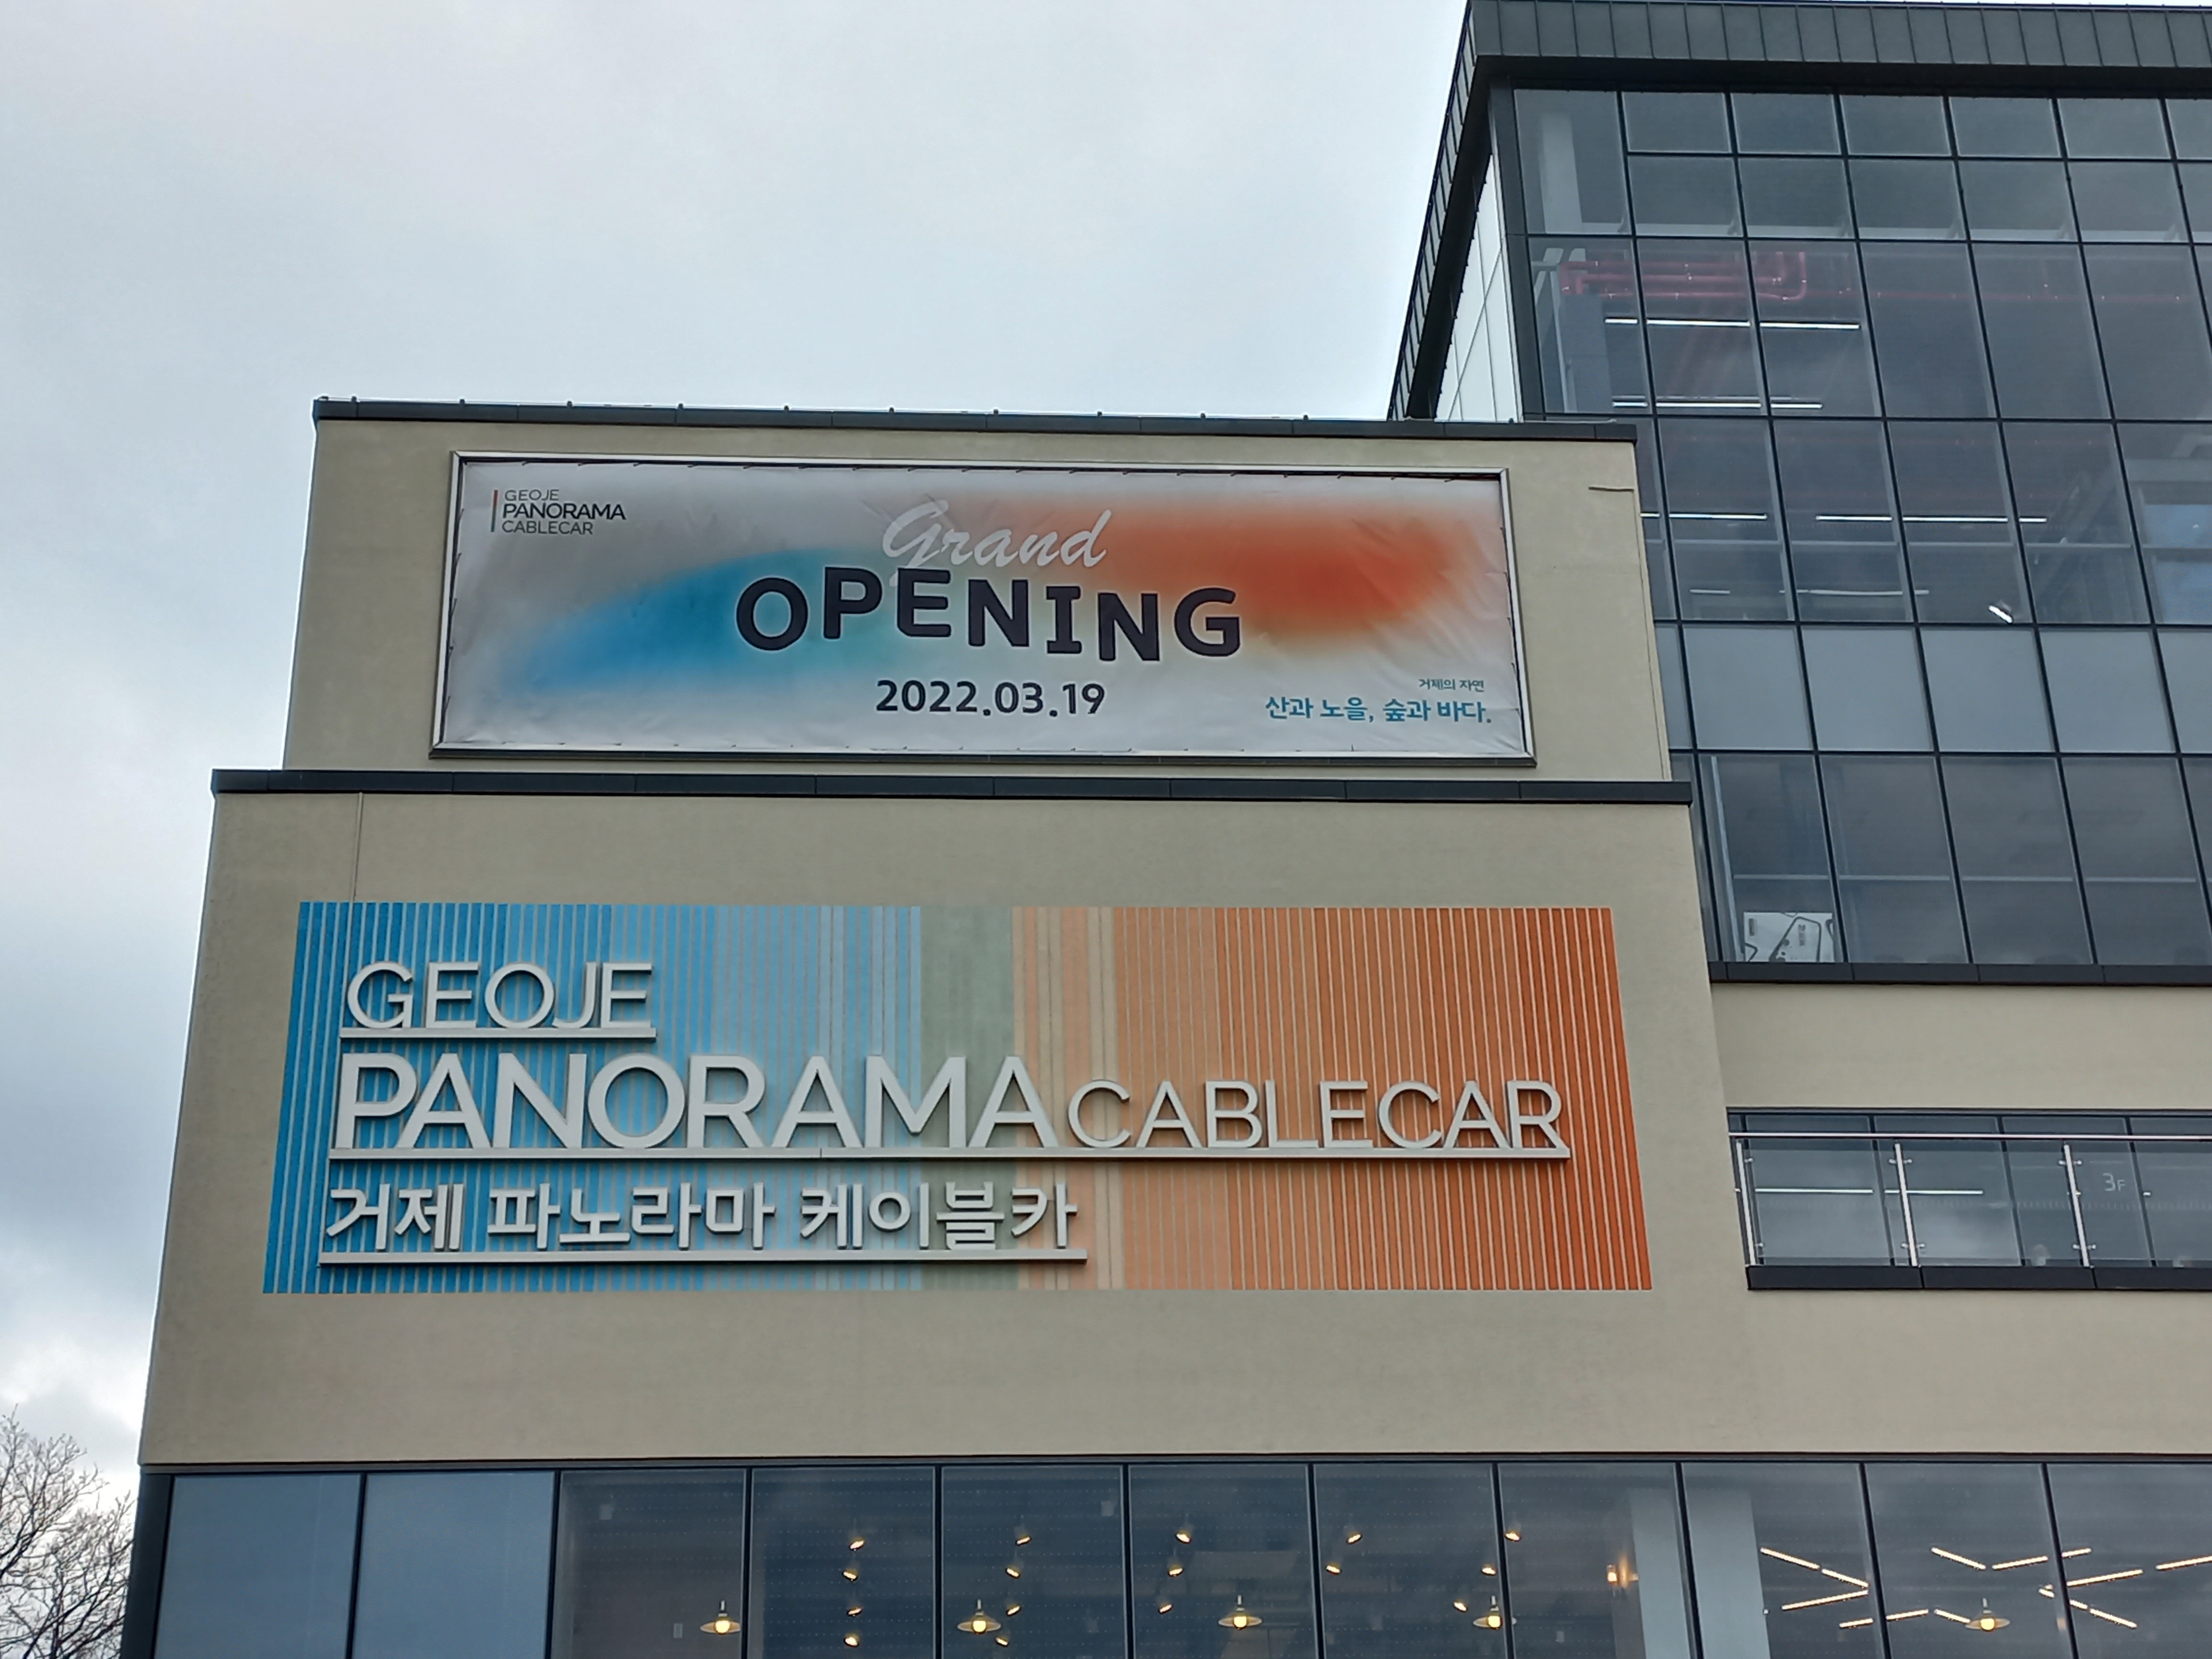 GEOJE
PANORAMA
CABLECAR
Grand
OPENING
2022.03.19
거제의 자연
산과 노을, 숲과 바다.
GEOJE
PANORAMA CABLECAR
거제 파노라마 케이블카
3F